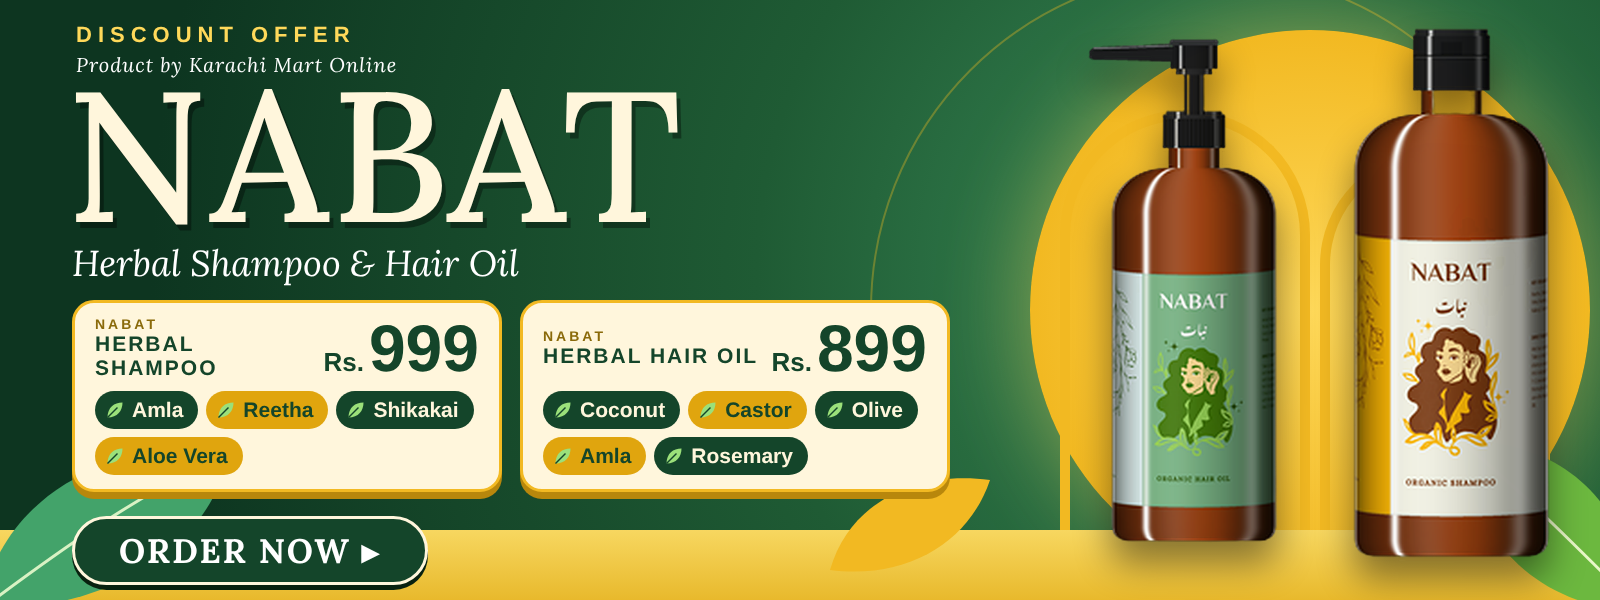 DISCOUNT OFFER
Product by Karachi Mart Online
NABAT
Herbal Shampoo & Hair Oil
NABAT
HERBAL
SHAMPOO
Rs. 999
Amla
Reetha
Shikakai
Aloe Vera
NABAT
HERBAL HAIR OIL
Rs. 899
Coconut
Castor
Olive
Amla
Rosemary
ORDER NOW ▸
NABAT
نبات
ORGANIC HAIR OIL
NABAT
نبات
ORGANIC SHAMPOO